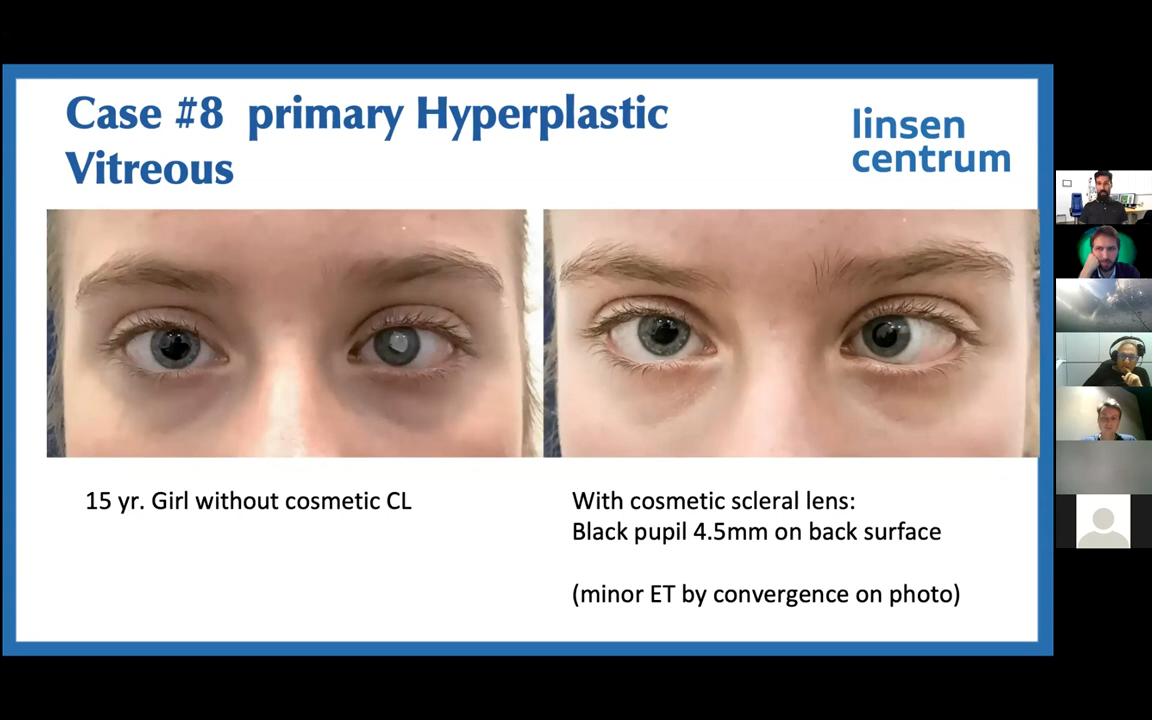 Case #8 primary Hyperplastic
Vitreous
linsen
centrum
15 yr. Girl without cosmetic CL
With cosmetic scleral lens:
Black pupil 4.5mm on back surface
(minor ET by convergence on photo)